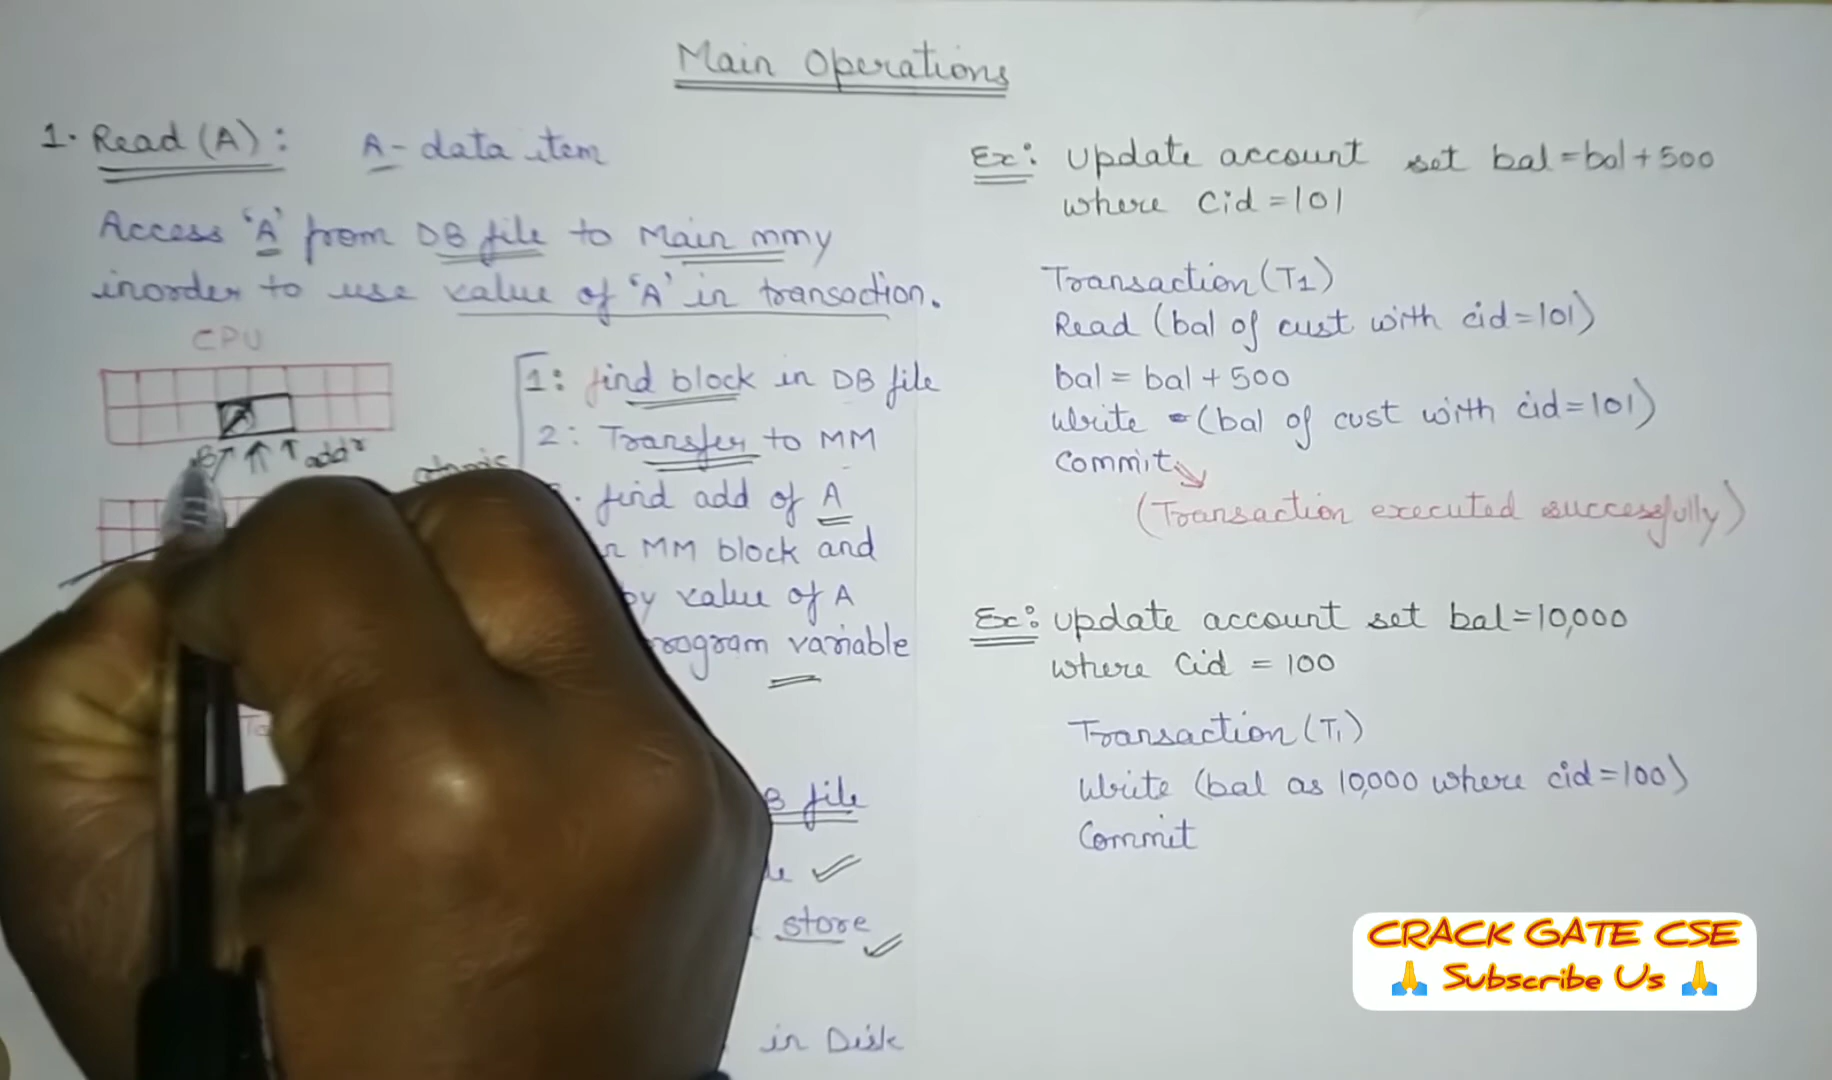 Main Operations
1. Read (A): A - data item
Access 'A' from DB file to Main mmy
inorder to use value of 'A' in transaction.
CPU
addr
1: find block in DB file
2: Transfer to MM
find add of A
MM block and
value of A
variable
file
store
in Disk
Ex: Update account set bal=bal+500
where Cid=101
Transaction (T1)
Read (bal of cust with cid=101)
bal = bal+500
Write (bal of cust with cid=101)
Commit
(Transaction executed successfully)
Ex: update account set bal=10,000
where Cid = 100
Transaction (T1)
Write (bal as 10,000 where cid=100)
Commit
CRACK GATE CSE
🙏 Subscribe Us 🙏